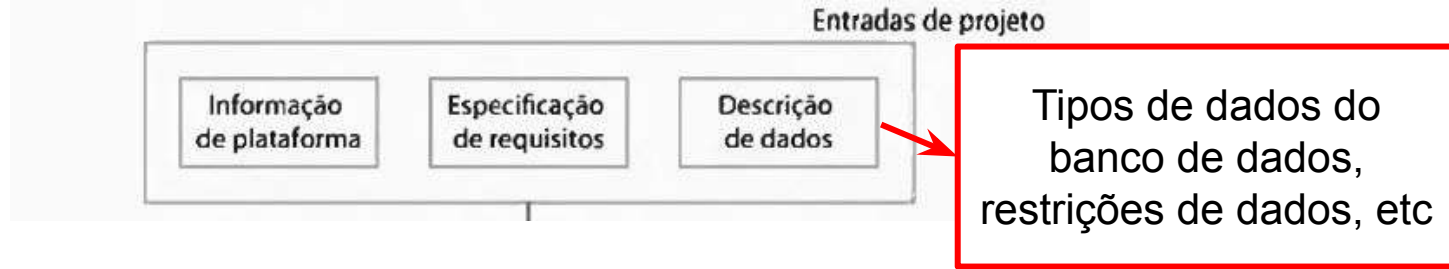 Entradas de projeto
Informação
de plataforma
Especificação
de requisitos
Descrição
de dados
Tipos de dados do
banco de dados,
restrições de dados, etc